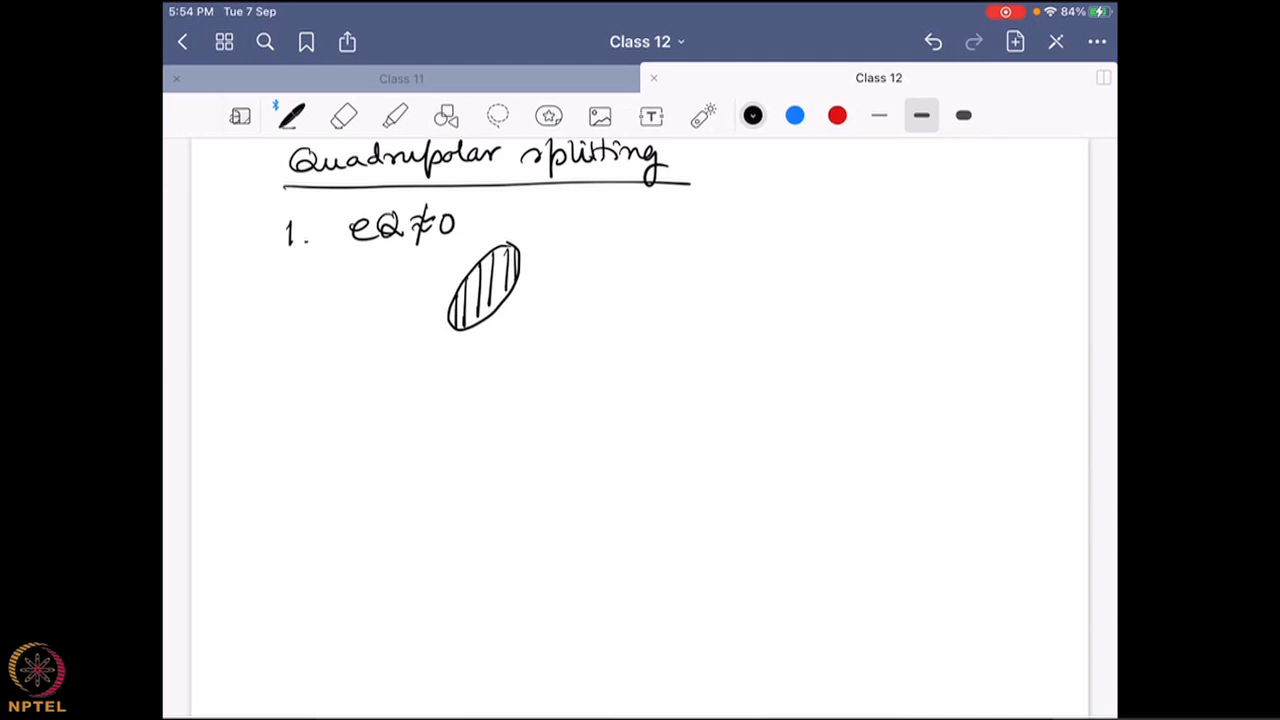 5:54 PM Tue 7 Sep 84%
Class 12
Class 11 Class 12
T
Quadrupolar splitting
1. eQ ≠ 0
NPTEL